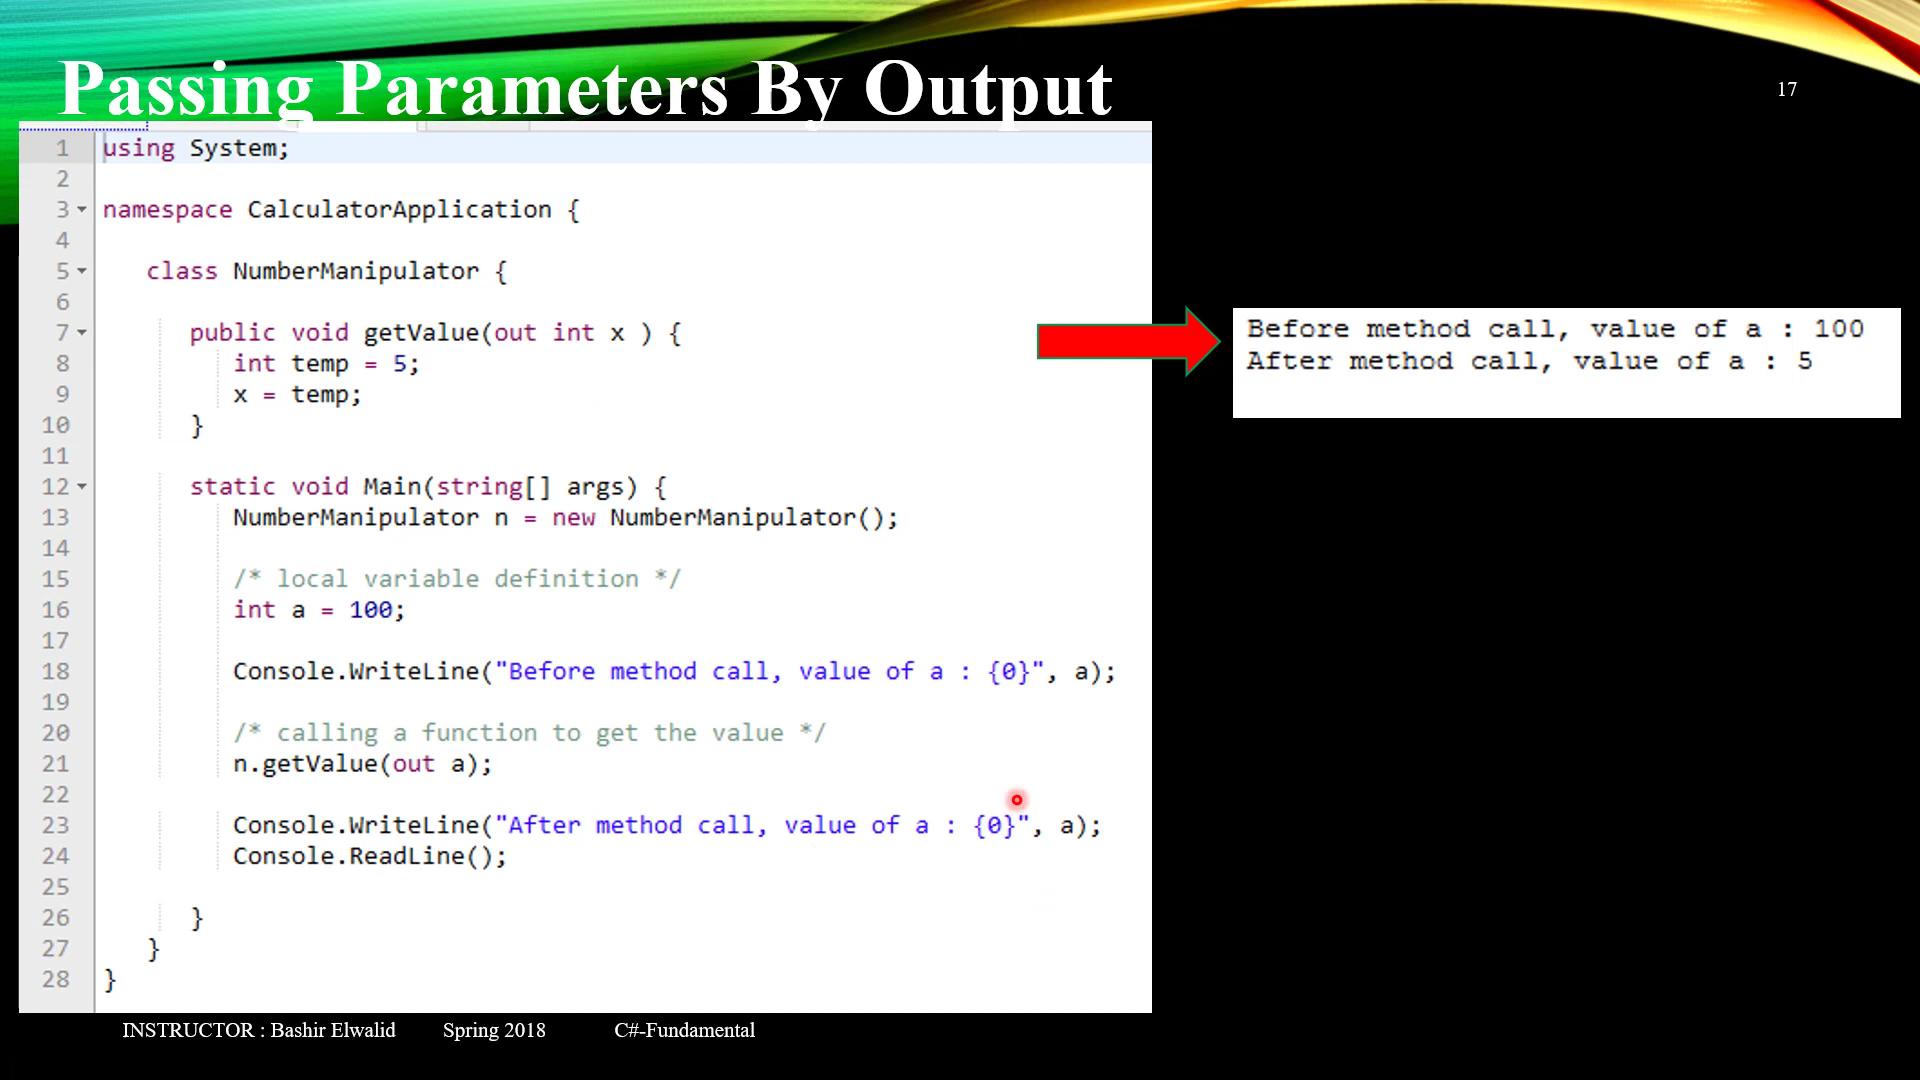 Passing Parameters By Output
17
1 using System;
2
3 namespace CalculatorApplication {
4
5 class NumberManipulator {
6
7 public void getValue(out int x ) {
8 int temp = 5;
9 x = temp;
10 }
11
12 static void Main(string[] args) {
13 NumberManipulator n = new NumberManipulator();
14
15 /* local variable definition */
16 int a = 100;
17
18 Console.WriteLine("Before method call, value of a : {0}", a);
19
20 /* calling a function to get the value */
21 n.getValue(out a);
22
23 Console.WriteLine("After method call, value of a : {0}", a);
24 Console.ReadLine();
25
26 }
27 }
28 }
Before method call, value of a : 100
After method call, value of a : 5
INSTRUCTOR : Bashir Elwalid Spring 2018 C#-Fundamental